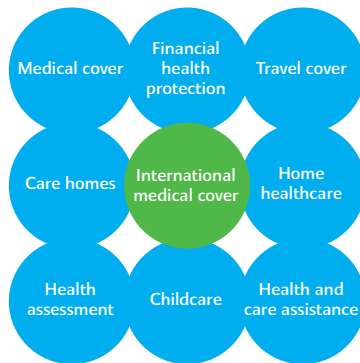 Medical cover
Financial
health
protection
Travel cover
Care homes
International
medical cover
Home
healthcare
Health
assessment
Childcare
Health and
care assistance